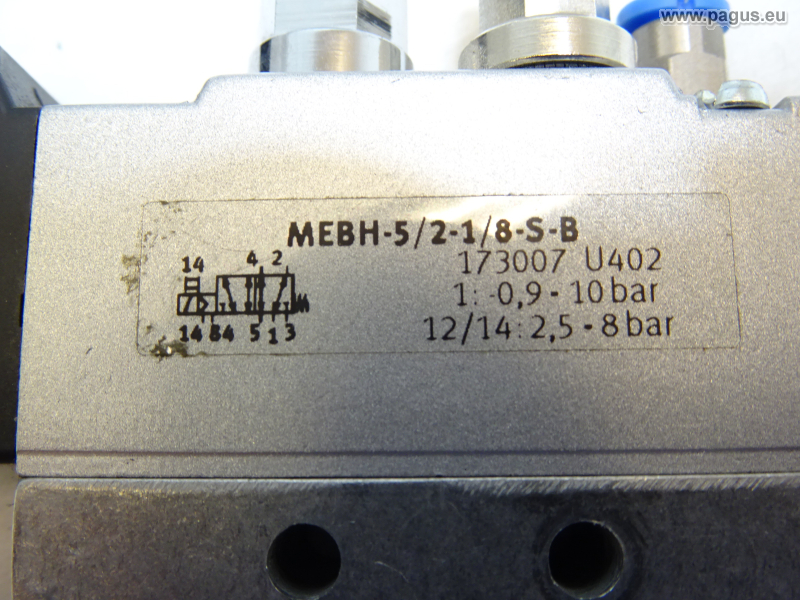 www.pagus.eu
MEBH-5/2-1/8-S-B
173007 U402
1: -0,9 - 10 bar
12/14: 2,5 - 8 bar
14 4 2
14 84 5 1 3